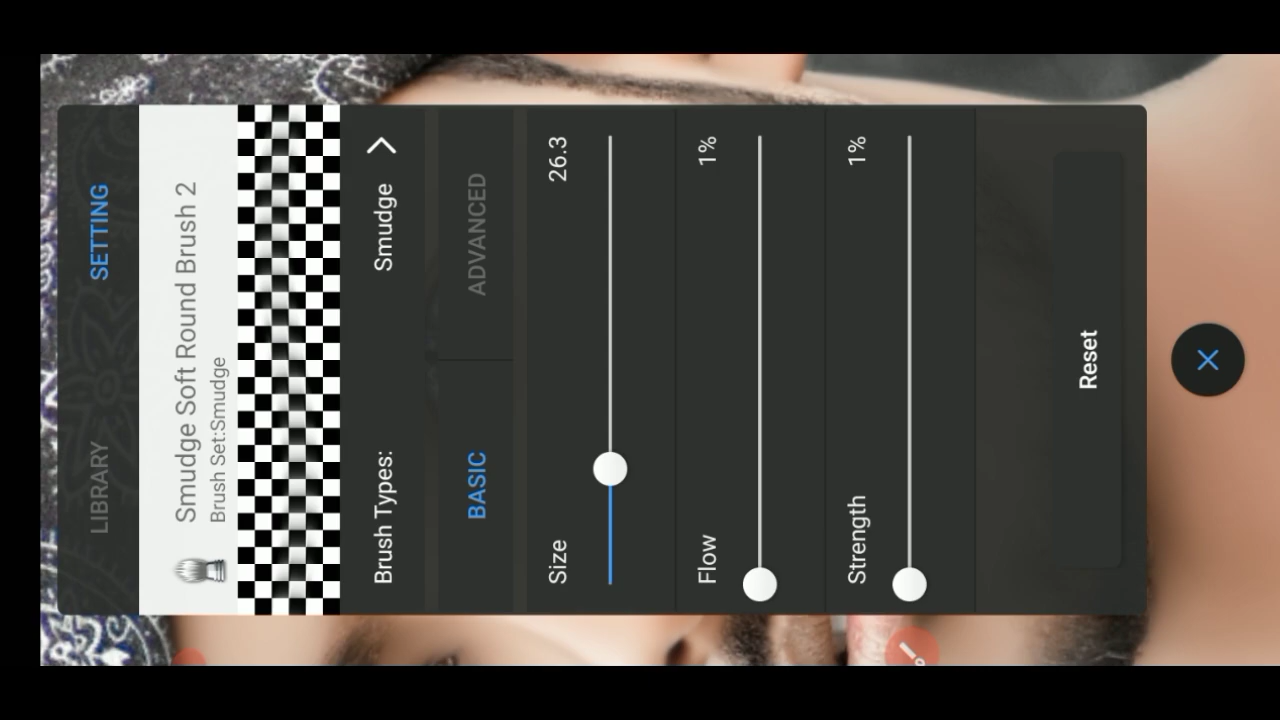 LIBRARY SETTING
Smudge Soft Round Brush 2
Brush Set:Smudge
Brush Types: Smudge
BASIC ADVANCED
Size 26.3
Flow 1%
Strength 1%
Reset